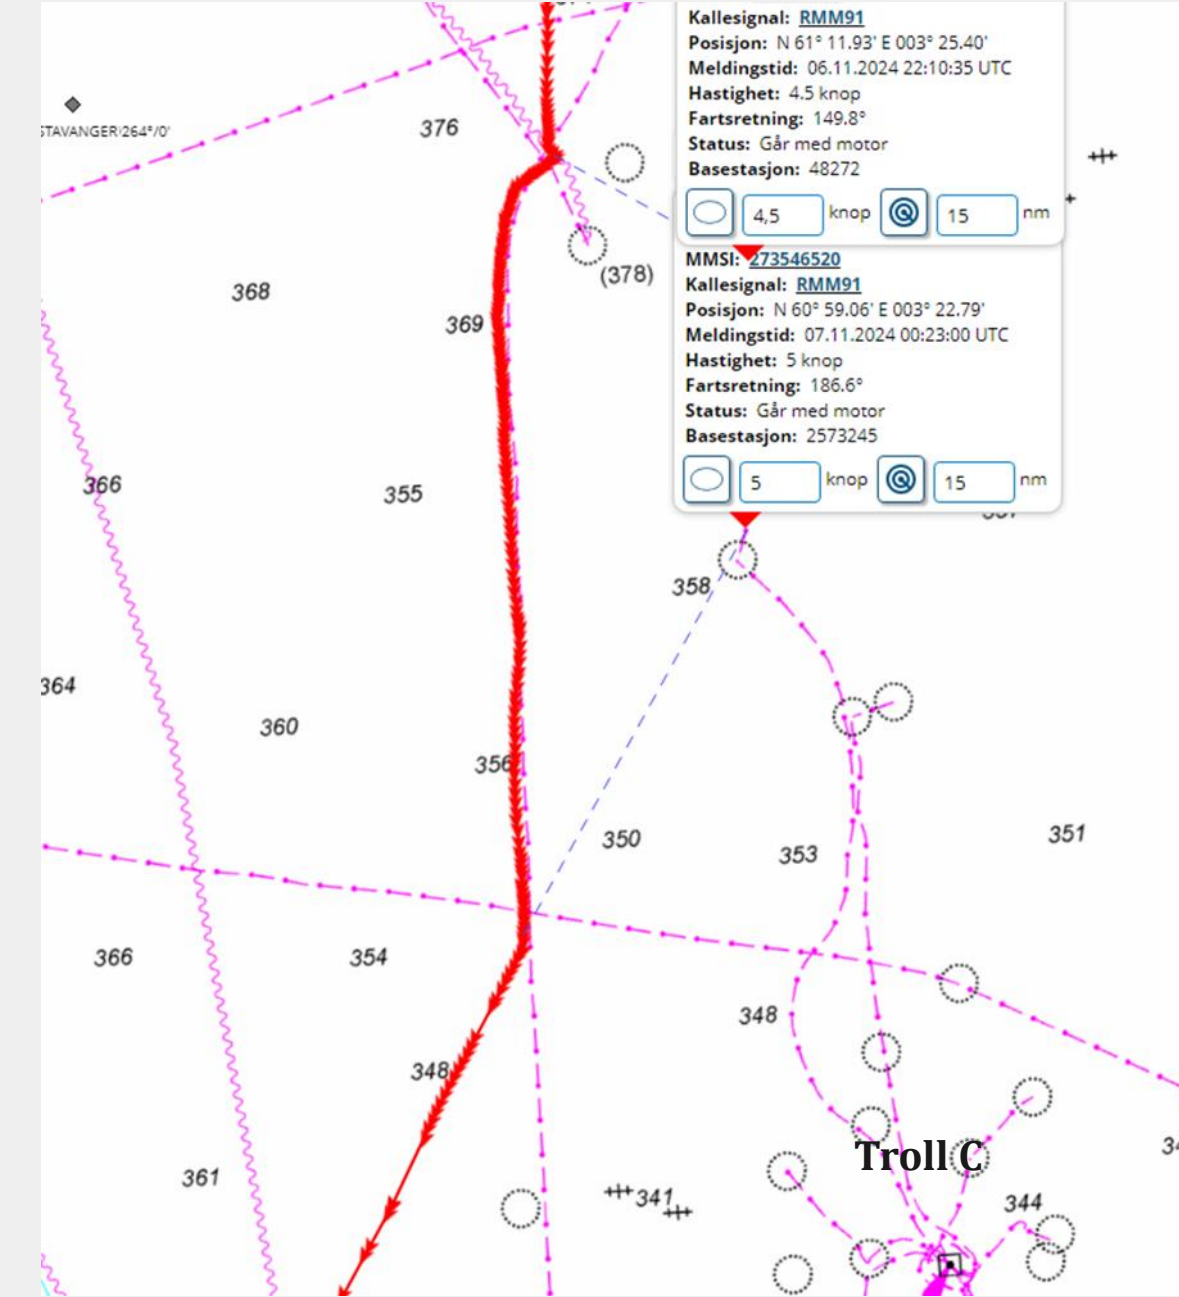 Kallesignal: RMM91
Posisjon: N 61° 11.93' E 003° 25.40'
Meldingstid: 06.11.2024 22:10:35 UTC
Hastighet: 4.5 knop
Fartsretning: 149.8°
Status: Går med motor
Basestasjon: 48272
4,5 knop 15 nm
MMSI: 273546520
Kallesignal: RMM91
Posisjon: N 60° 59.06' E 003° 22.79'
Meldingstid: 07.11.2024 00:23:00 UTC
Hastighet: 5 knop
Fartsretning: 186.6°
Status: Går med motor
Basestasjon: 2573245
5 knop 15 nm
STAVANGER 264°/0'
376
(378)
368
369
366
355
358
364
360
356
350
353
351
366
354
348
348
Troll C
361
341
344